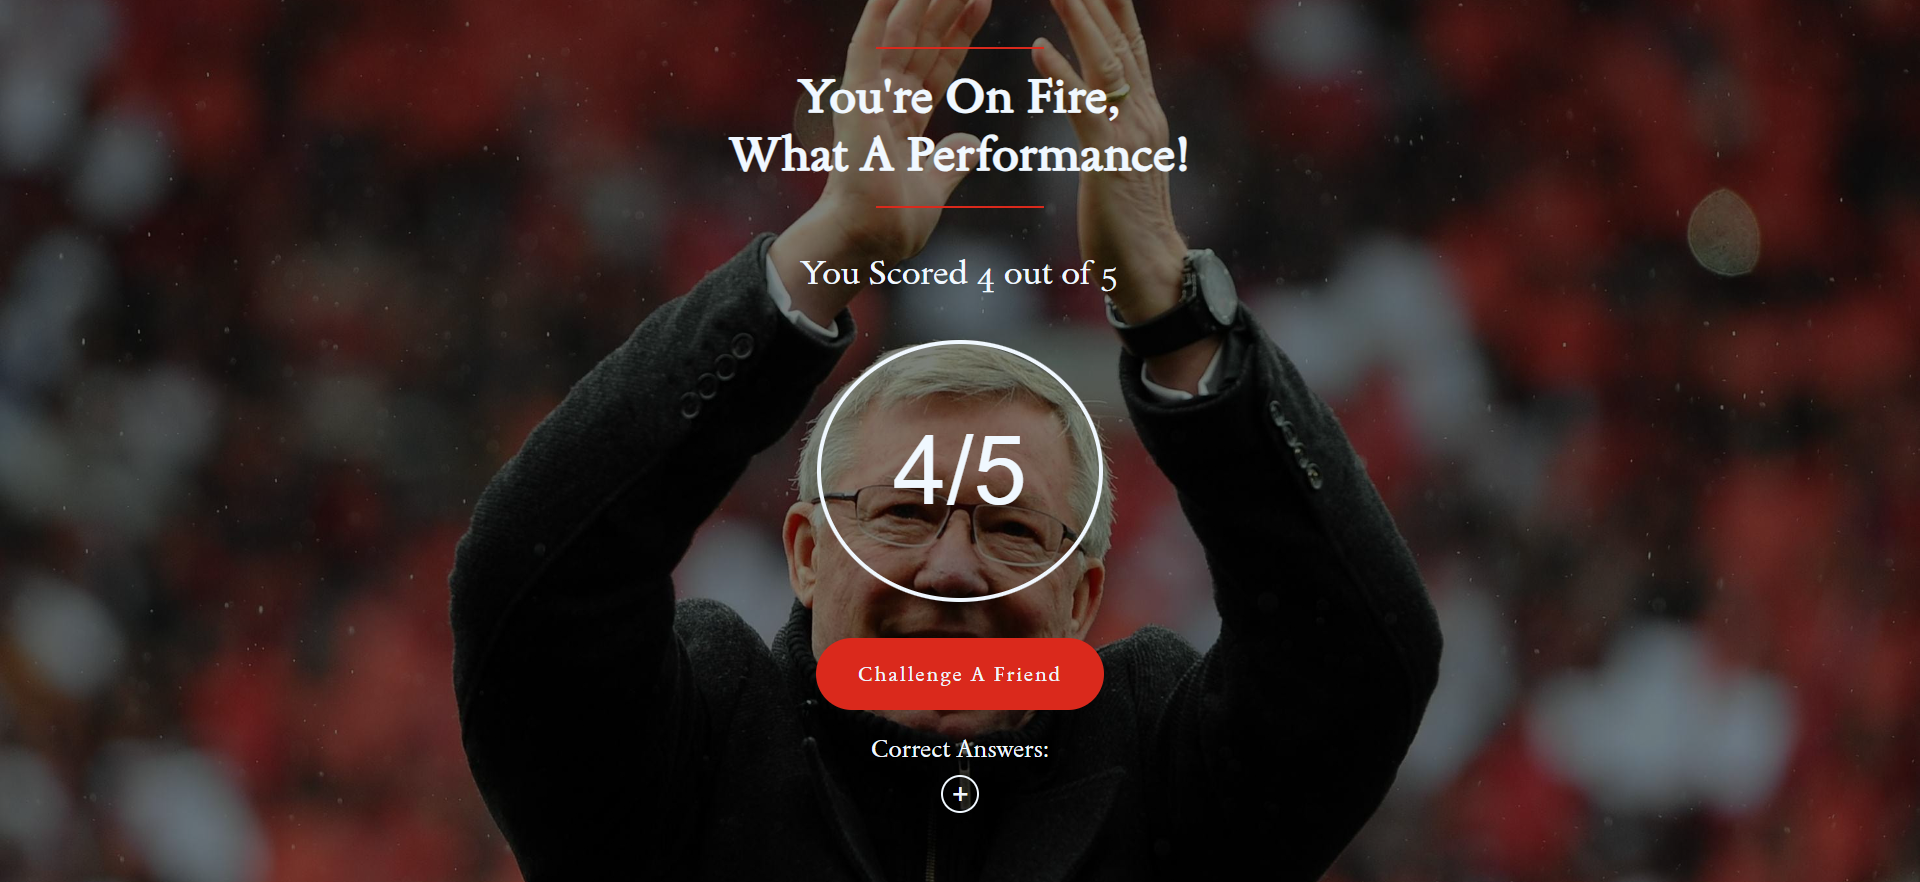 You're On Fire,
What A Performance!
You Scored 4 out of 5
4/5
Challenge A Friend
Correct Answers:
+